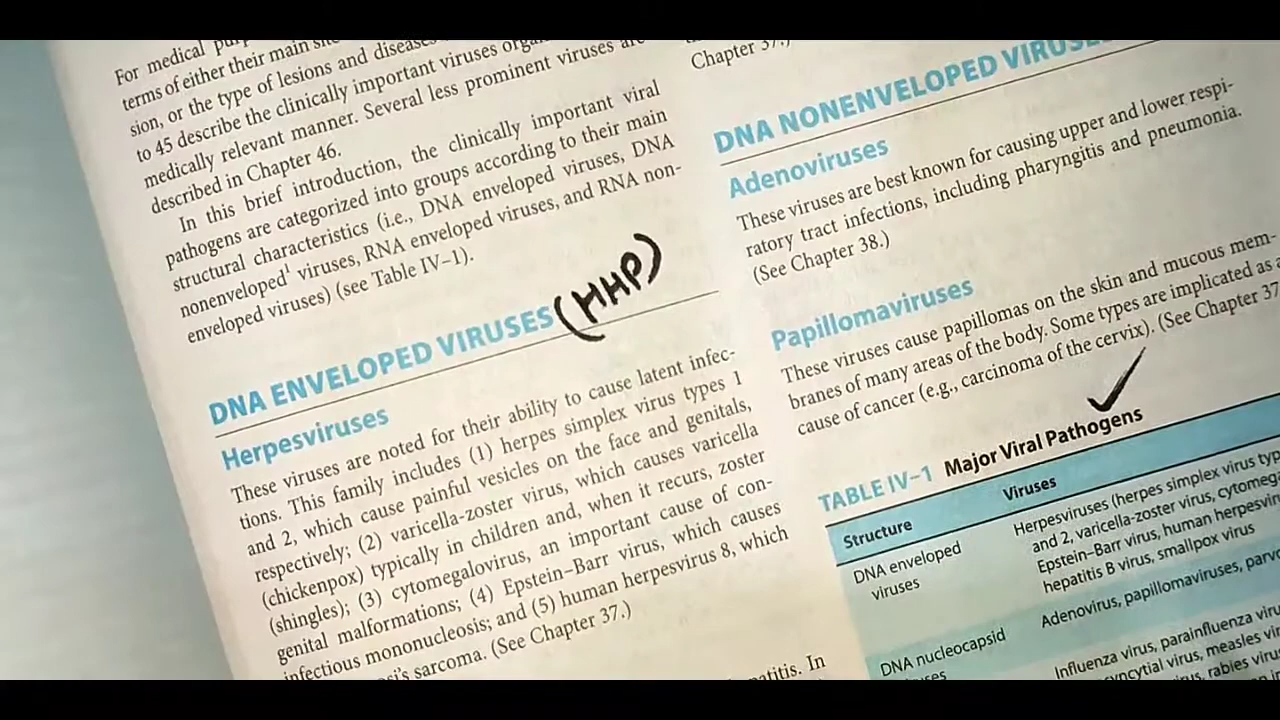 For medical
terms of either their main site
sion, or the type of lesions and diseases
to 45 describe the clinically important viruses
medically relevant manner. Several less prominent viruses are
described in Chapter 46.
In this brief introduction, the clinically important viral
pathogens are categorized into groups according to their main
structural characteristics (i.e., DNA enveloped viruses, DNA
nonenveloped¹ viruses, RNA enveloped viruses, and RNA non-
enveloped viruses) (see Table IV–1).
DNA ENVELOPED VIRUSES (HHP)
Herpesviruses
These viruses are noted for their ability to cause latent infec-
tions. This family includes (1) herpes simplex virus types 1
and 2, which cause painful vesicles on the face and genitals,
respectively; (2) varicella-zoster virus, which causes varicella
(chickenpox) typically in children and, when it recurs, zoster
(shingles); (3) cytomegalovirus, an important cause of con-
genital malformations; (4) Epstein–Barr virus, which causes
infectious mononucleosis; and (5) human herpesvirus 8, which
sarcoma. (See Chapter 37.)
In
Chapter 37.)
DNA NONENVELOPED VIRUSES
Adenoviruses
These viruses are best known for causing upper and lower respi-
ratory tract infections, including pharyngitis and pneumonia.
(See Chapter 38.)
Papillomaviruses
These viruses cause papillomas on the skin and mucous mem-
branes of many areas of the body. Some types are implicated as a
cause of cancer (e.g., carcinoma of the cervix). (See Chapter 37
TABLE IV–1 Major Viral Pathogens
Structure Viruses
DNA enveloped viruses
Herpesviruses (herpes simplex virus
and 2, varicella-zoster virus,
Epstein–Barr virus, human
hepatitis B virus, smallpox virus
DNA nucleocapsid
Adenovirus, papillomaviruses,
Influenza virus, parainfluenza
virus, measles
virus, rabies virus